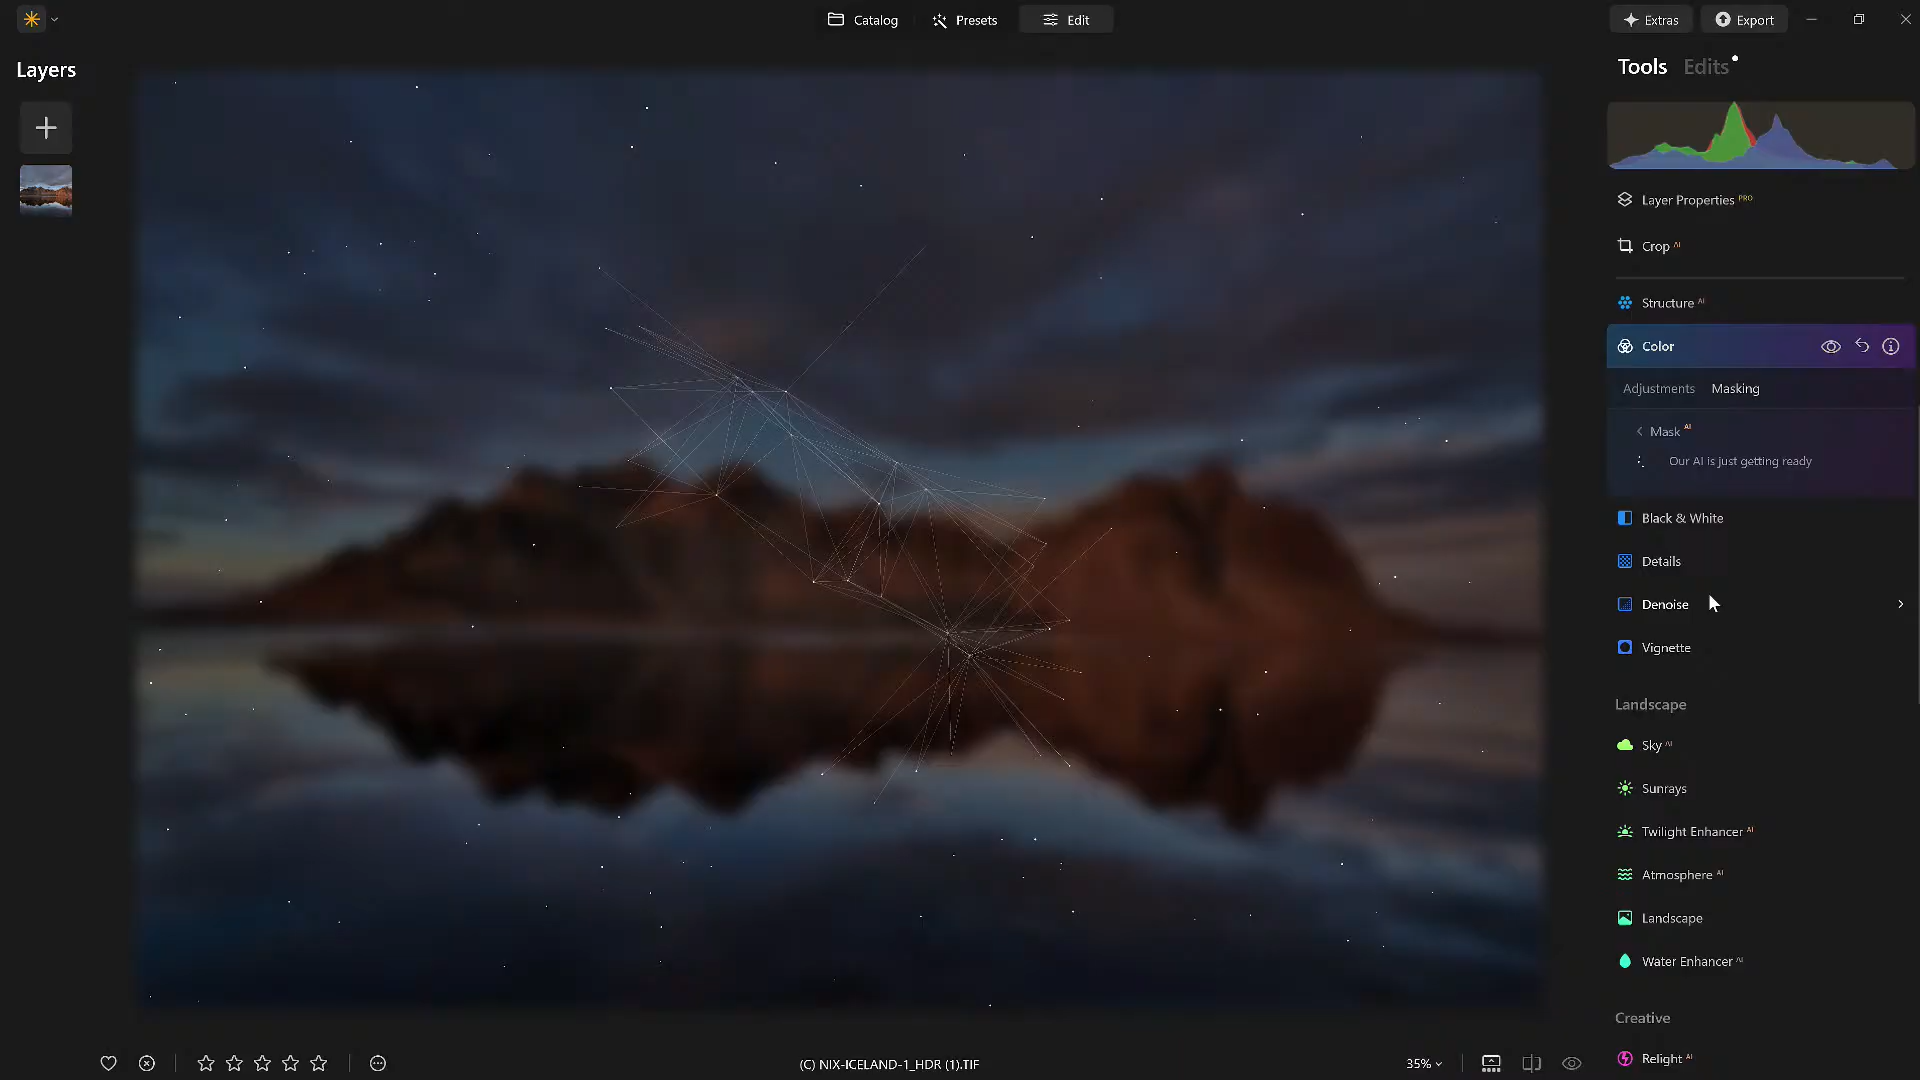 Catalog
Presets
Edit
Extras
Export
Layers
Tools
Edits
Layer Properties PRO
Crop AI
Structure AI
Color
Adjustments
Masking
Mask AI
Our AI is just getting ready
Black & White
Details
Denoise
Vignette
Landscape
Sky AI
Sunrays
Twilight Enhancer AI
Atmosphere AI
Landscape
Water Enhancer AI
Creative
Relight AI
(C) NIX-ICELAND-1_HDR (1).TIF
35%